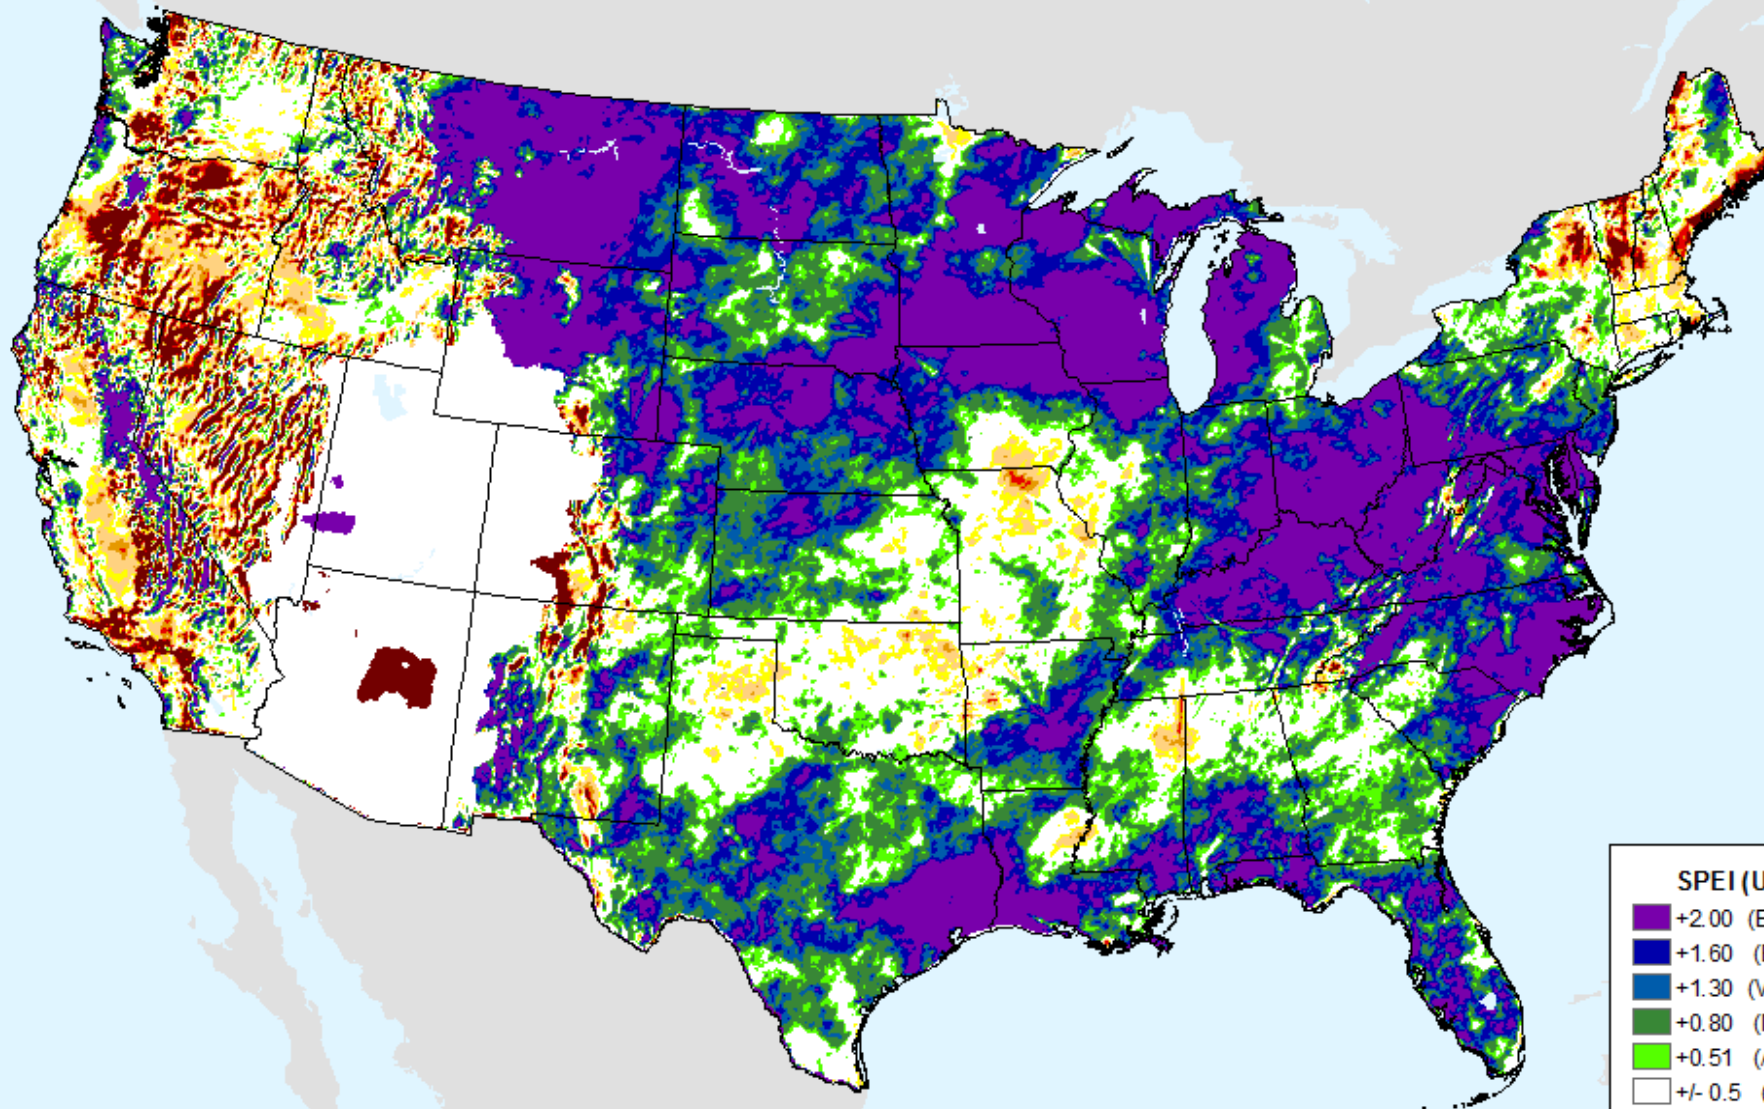 SPEI (U
+2.00 (E
+1.60 (
+1.30 (V
+0.80 (
+0.51 (
+/- 0.5 (